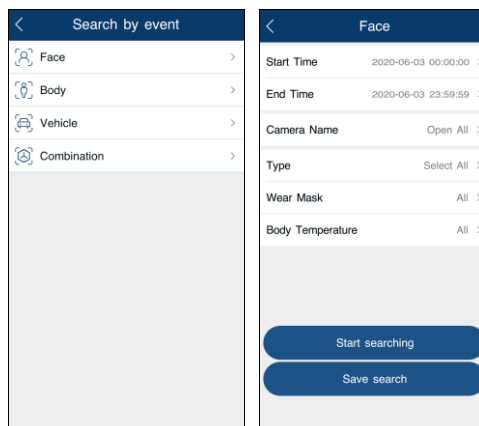 Search by event
Face
Body
Vehicle
Combination
Face
Start Time 2020-06-03 00:00:00
End Time 2020-06-03 23:59:59
Camera Name Open All
Type Select All
Wear Mask All
Body Temperature All
Start searching
Save search